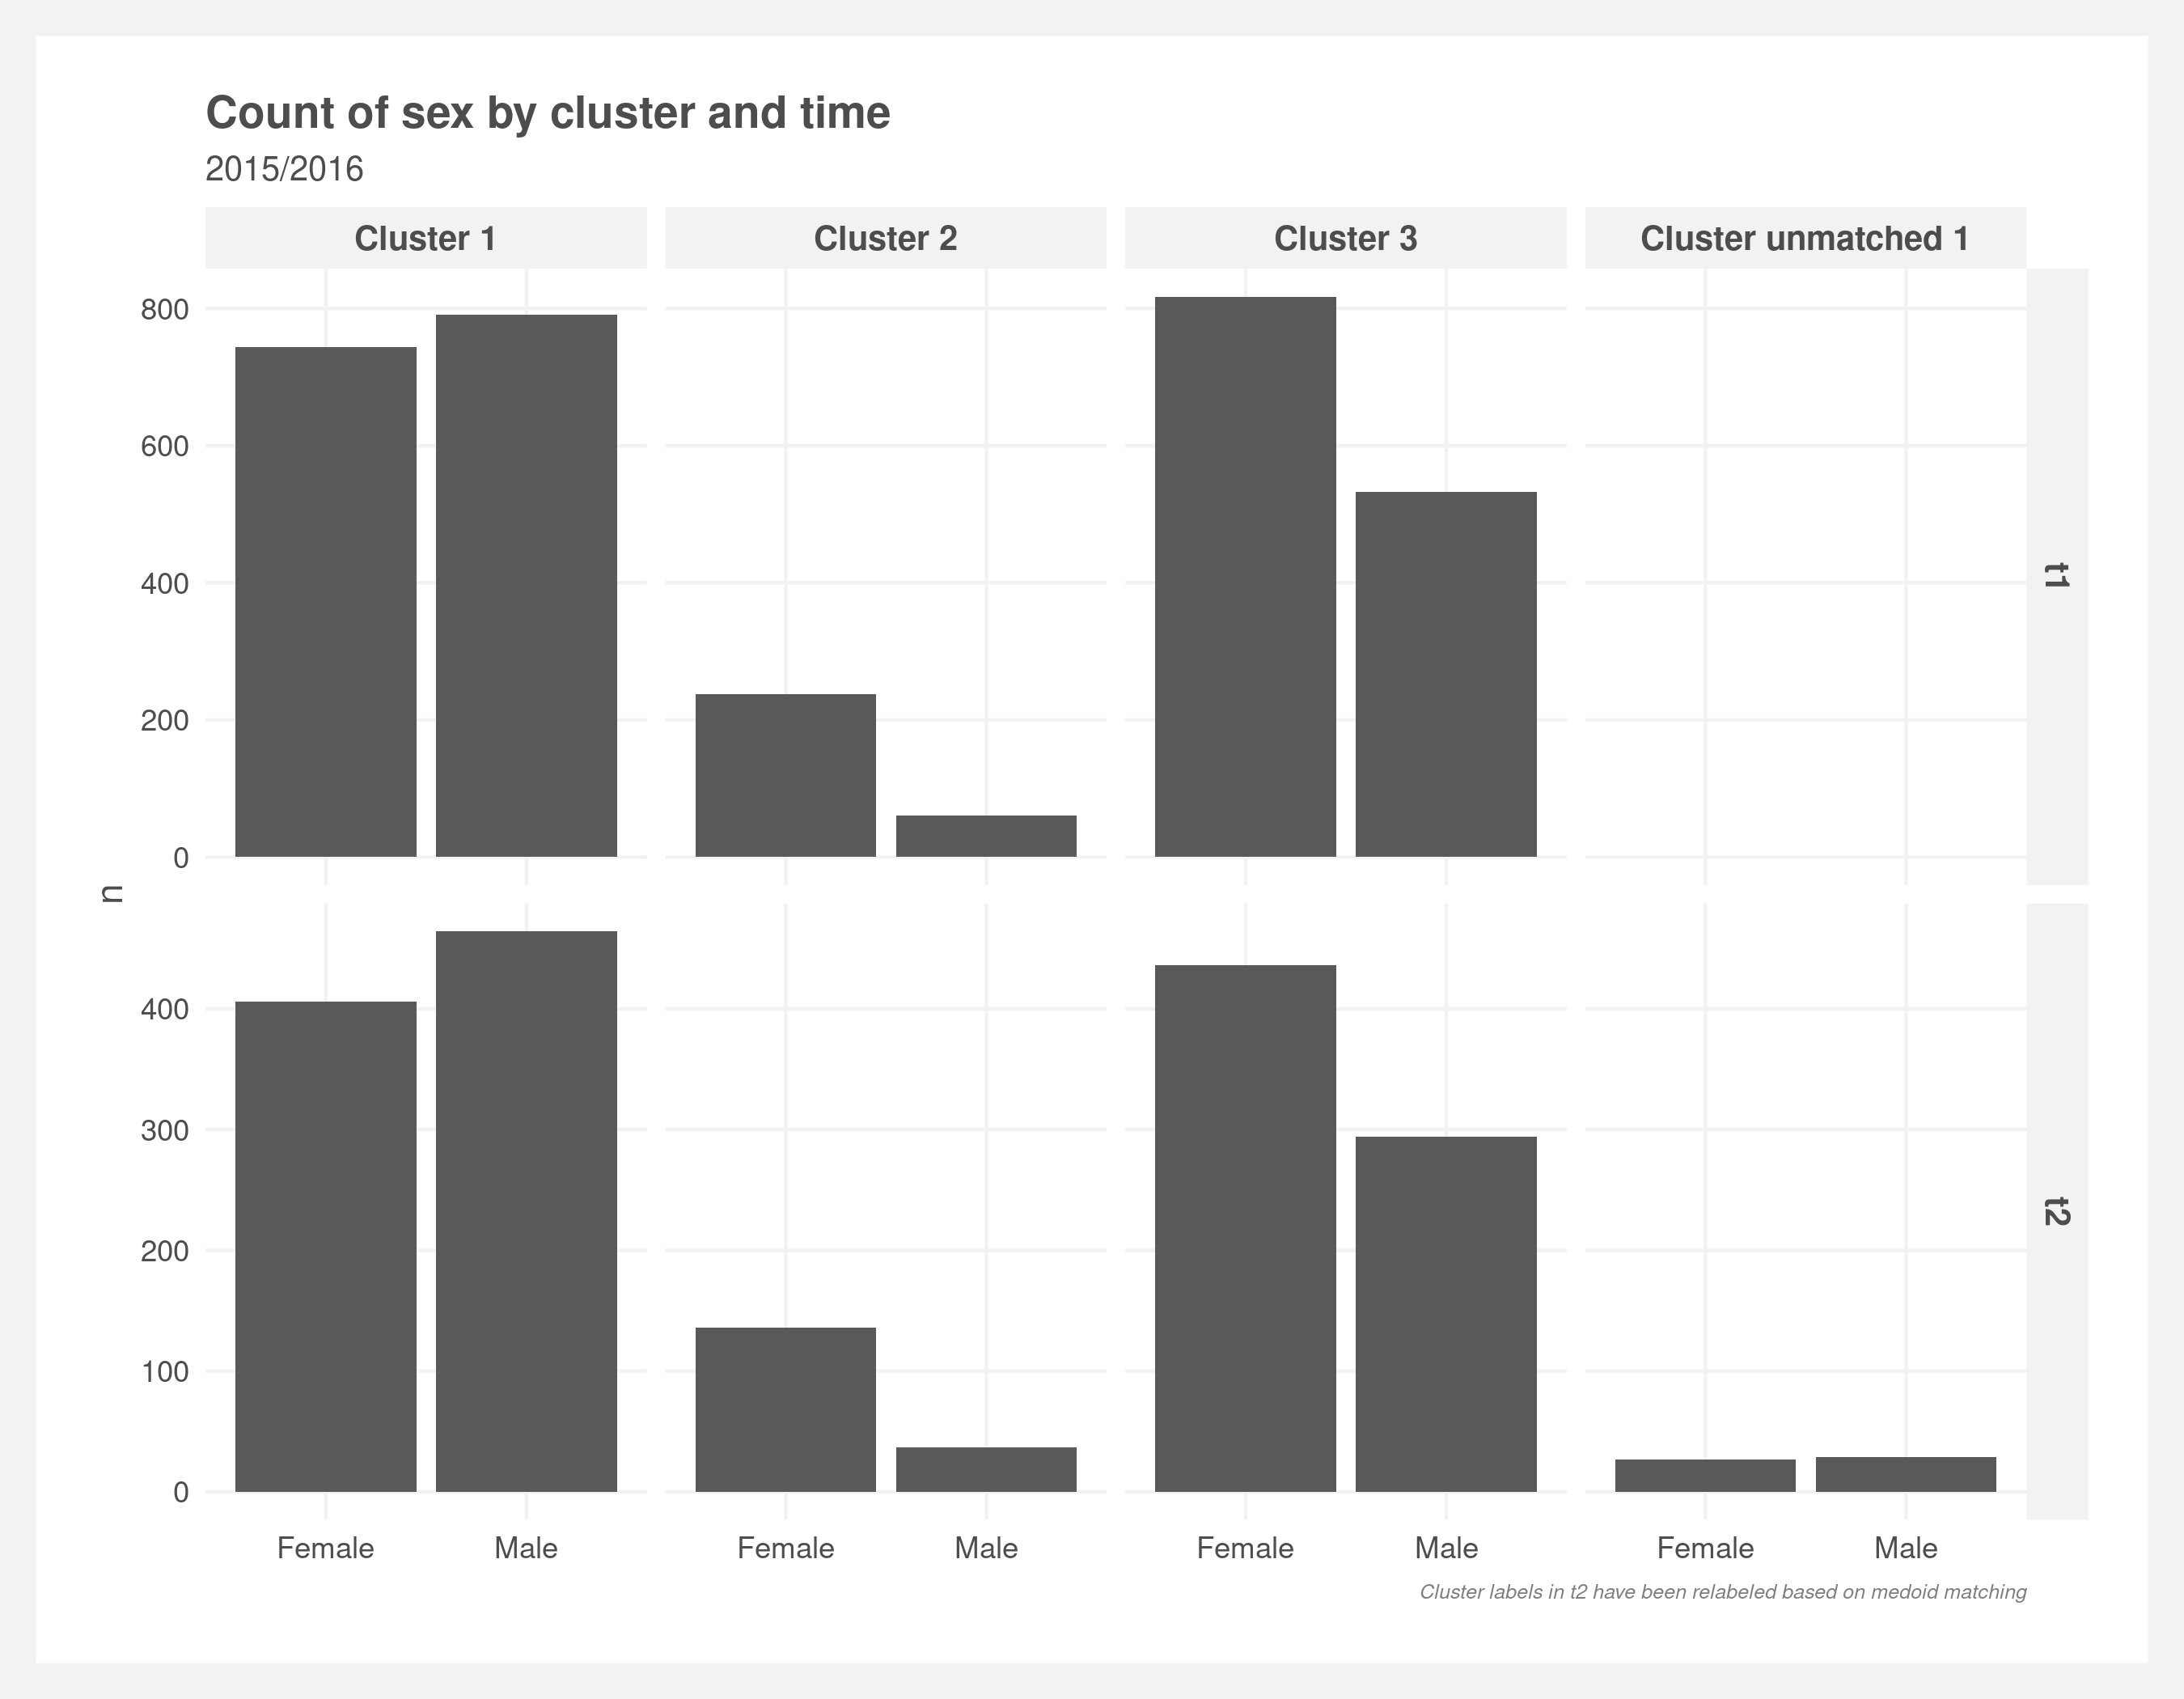 Count of sex by cluster and time
2015/2016
Cluster 1 Cluster 2 Cluster 3 Cluster unmatched 1
800
600
400
200
0
t1
n
400
300
200
100
0
t2
Female Male Female Male Female Male Female Male
Cluster labels in t2 have been relabeled based on medoid matching